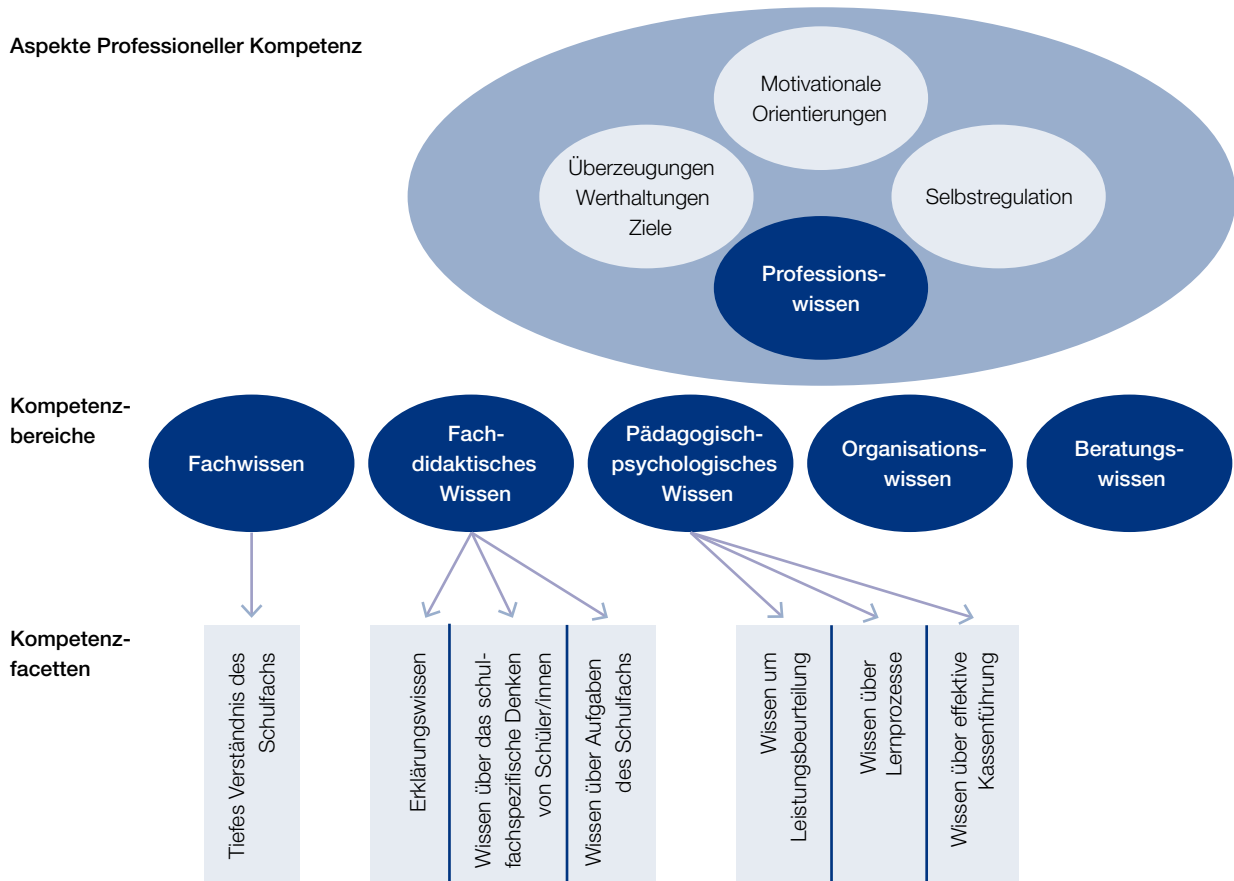 Aspekte Professioneller Kompetenz
Motivationale
Orientierungen
Überzeugungen
Werthaltungen
Ziele
Selbstregulation
Professions-
wissen
Kompetenz-
bereiche
Fachwissen
Fach-
didaktisches
Wissen
Pädagogisch-
psychologisches
Wissen
Organisations-
wissen
Beratungs-
wissen
Kompetenz-
facetten
Tiefes Verständnis des
Schulfachs
Erklärungswissen
Wissen über das schul-
fachspezifische Denken
von Schüler/innen
Wissen über Aufgaben
des Schulfachs
Wissen um
Leistungsbeurteilung
Wissen über
Lernprozesse
Wissen über effektive
Kassenführung